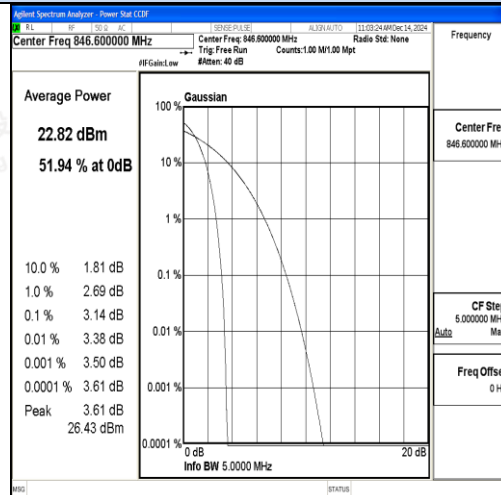 Agilent Spectrum Analyzer - Power Stat CCDF
RL RF 50 Ω AC SENSE:PULSE ALIGN AUTO 11:03:24 AM Dec 14, 2024
Center Freq 846.600000 MHz
Center Freq: 846.600000 MHz Radio Std: None
Trig: Free Run Counts:1.00 M/1.00 Mpt
#IFGain:Low #Atten: 40 dB
Frequency
Average Power
22.82 dBm
51.94 % at 0dB
10.0 % 1.81 dB
1.0 % 2.69 dB
0.1 % 3.14 dB
0.01 % 3.38 dB
0.001 % 3.50 dB
0.0001 % 3.61 dB
Peak 3.61 dB
26.43 dBm
Gaussian
100 %
10 %
1 %
0.1 %
0.01 %
0.001 %
0.0001 %
0 dB 20 dB
Info BW 5.0000 MHz
Center Fre
846.600000 MH
CF Ste
5.000000 MH
Auto Ma
Freq Offse
0 H
MSG STATUS